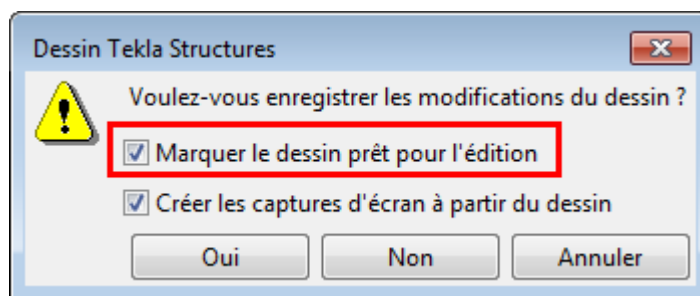 Dessin Tekla Structures
Voulez-vous enregistrer les modifications du dessin ?
Marquer le dessin prêt pour l'édition
Créer les captures d'écran à partir du dessin
Oui Non Annuler